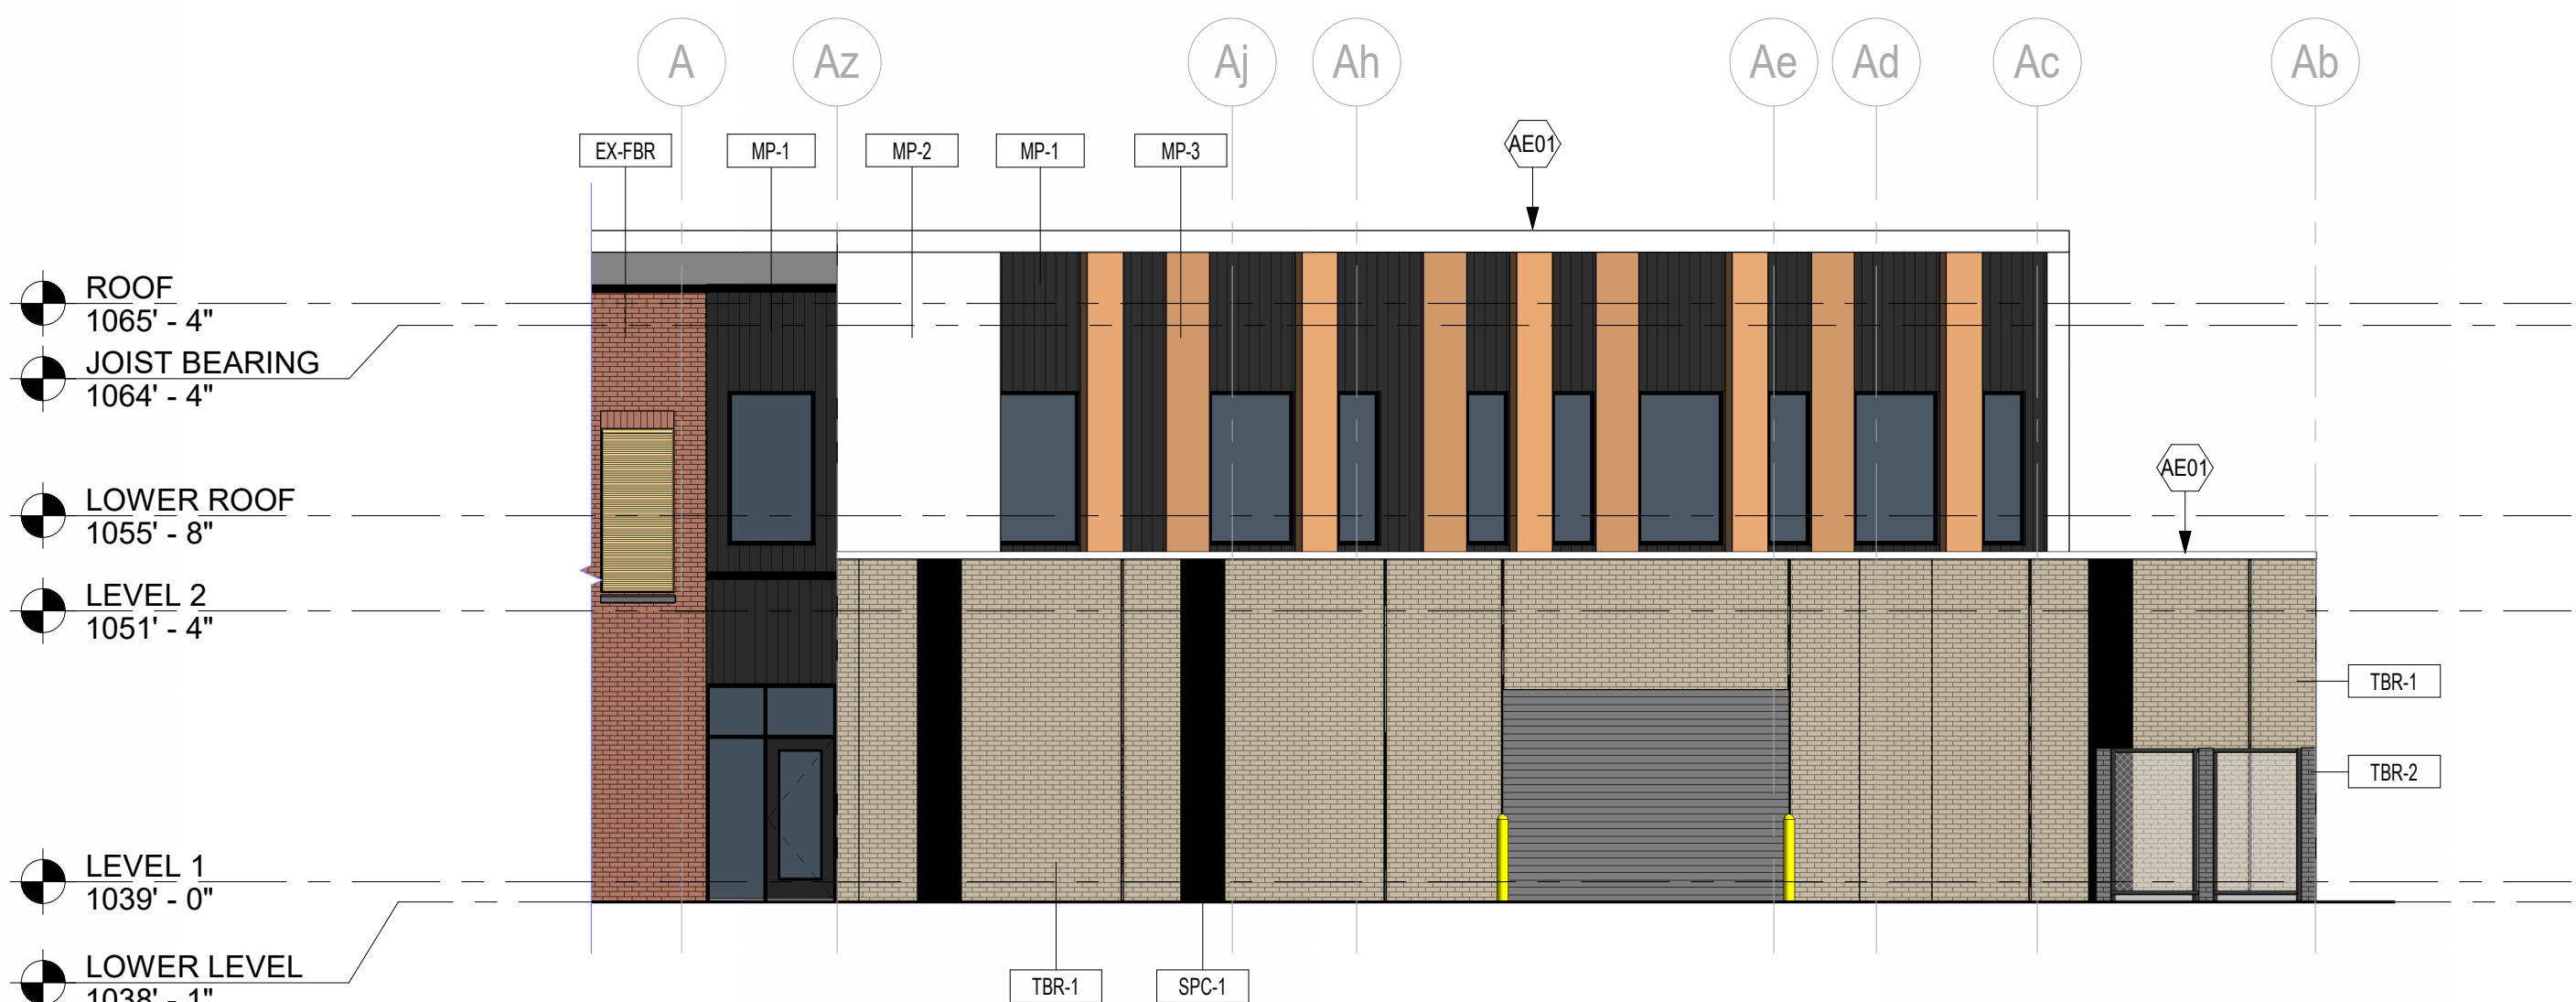 A Az Aj Ah Ae Ad Ac Ab
EX-FBR MP-1 MP-2 MP-1 MP-3 AE01
ROOF
1065' - 4"
JOIST BEARING
1064' - 4"
AE01
LOWER ROOF
1055' - 8"
LEVEL 2
1051' - 4"
TBR-1
TBR-2
LEVEL 1
1039' - 0"
LOWER LEVEL
1038' - 1"
TBR-1 SPC-1